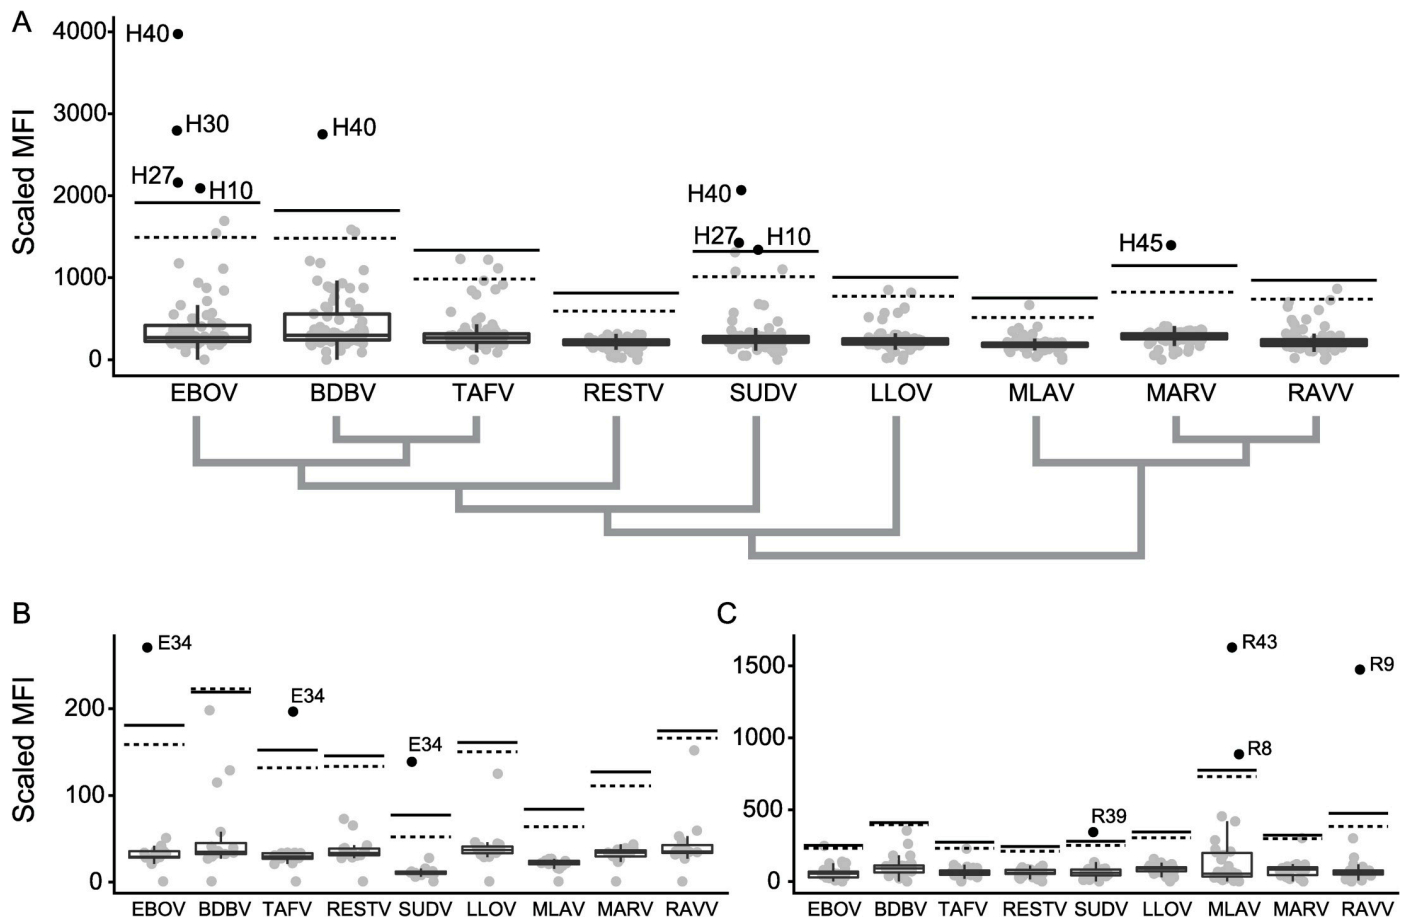 A
Scaled MFI
4000
3000
2000
1000
0
H40
H30
H27
H10
H40
H40
H27
H10
H45
EBOV BDBV TAFV RESTV SUDV LLOV MLAV MARV RAVV
B
Scaled MFI
200
100
0
E34
E34
E34
EBOV BDBV TAFV RESTV SUDV LLOV MLAV MARV RAVV
C
1500
1000
500
0
R43
R9
R8
R39
EBOV BDBV TAFV RESTV SUDV LLOV MLAV MARV RAVV